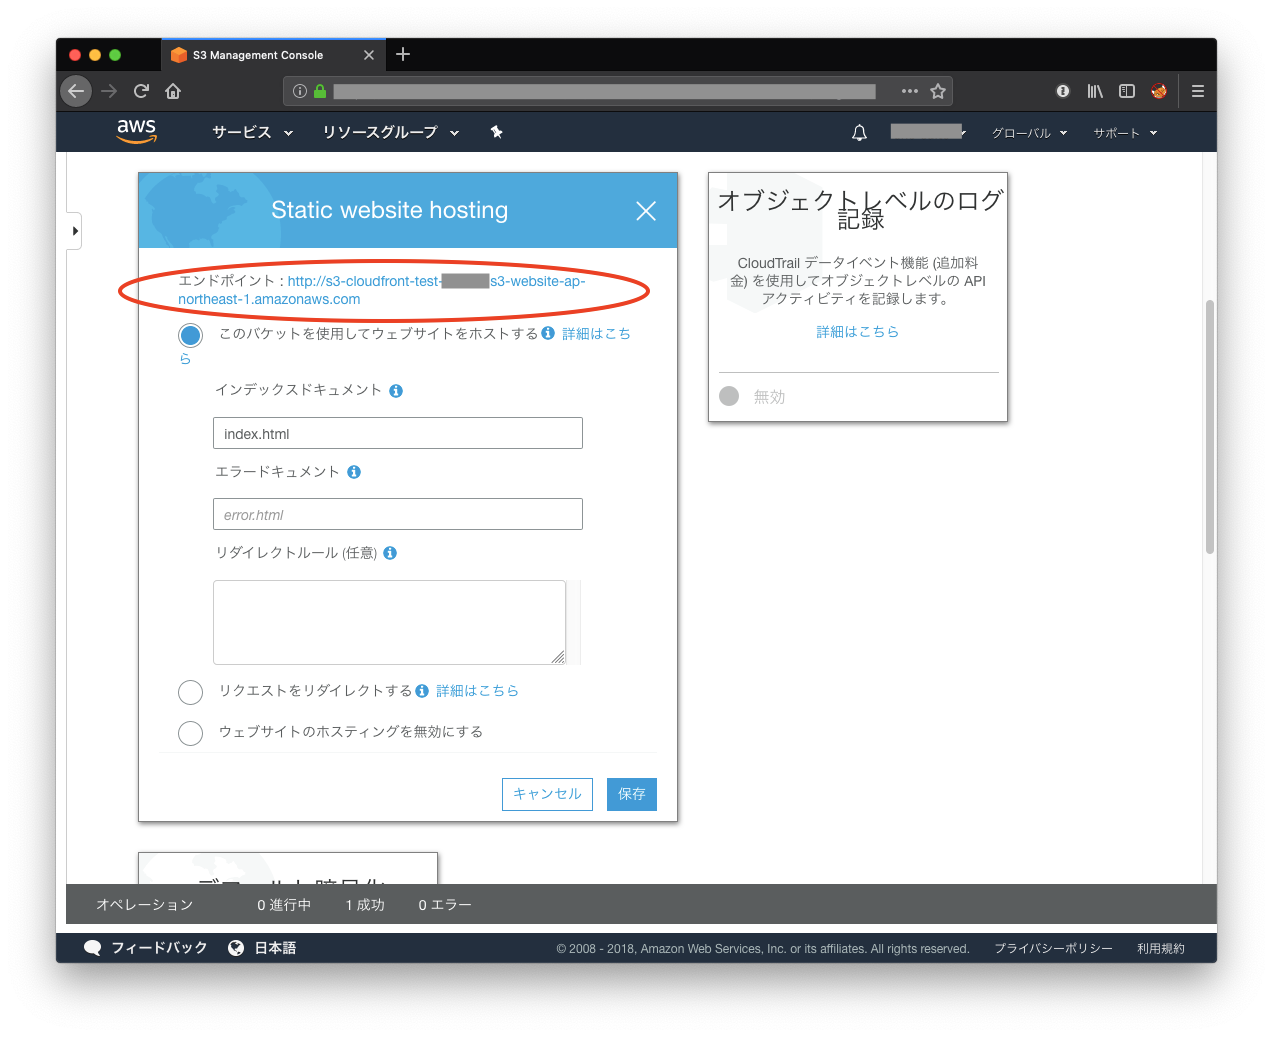 S3 Management Console
aws
サービス
リソースグループ
グローバル
サポート
Static website hosting
エンドポイント : http://s3-cloudfront-test-
s3-website-ap-
northeast-1.amazonaws.com
このバケットを使用してウェブサイトをホストする 詳細はこち
ら
インデックスドキュメント
index.html
エラードキュメント
error.html
リダイレクトルール (任意)
リクエストをリダイレクトする 詳細はこちら
ウェブサイトのホスティングを無効にする
キャンセル
保存
オブジェクトレベルのログ
記録
CloudTrail データイベント機能 (追加料
金) を使用してオブジェクトレベルの API
アクティビティを記録します。
詳細はこちら
無効
デフォルト暗号化
オペレーション
0 進行中
1 成功
0 エラー
フィードバック
日本語
© 2008 - 2018, Amazon Web Services, Inc. or its affiliates. All rights reserved.
プライバシーポリシー
利用規約